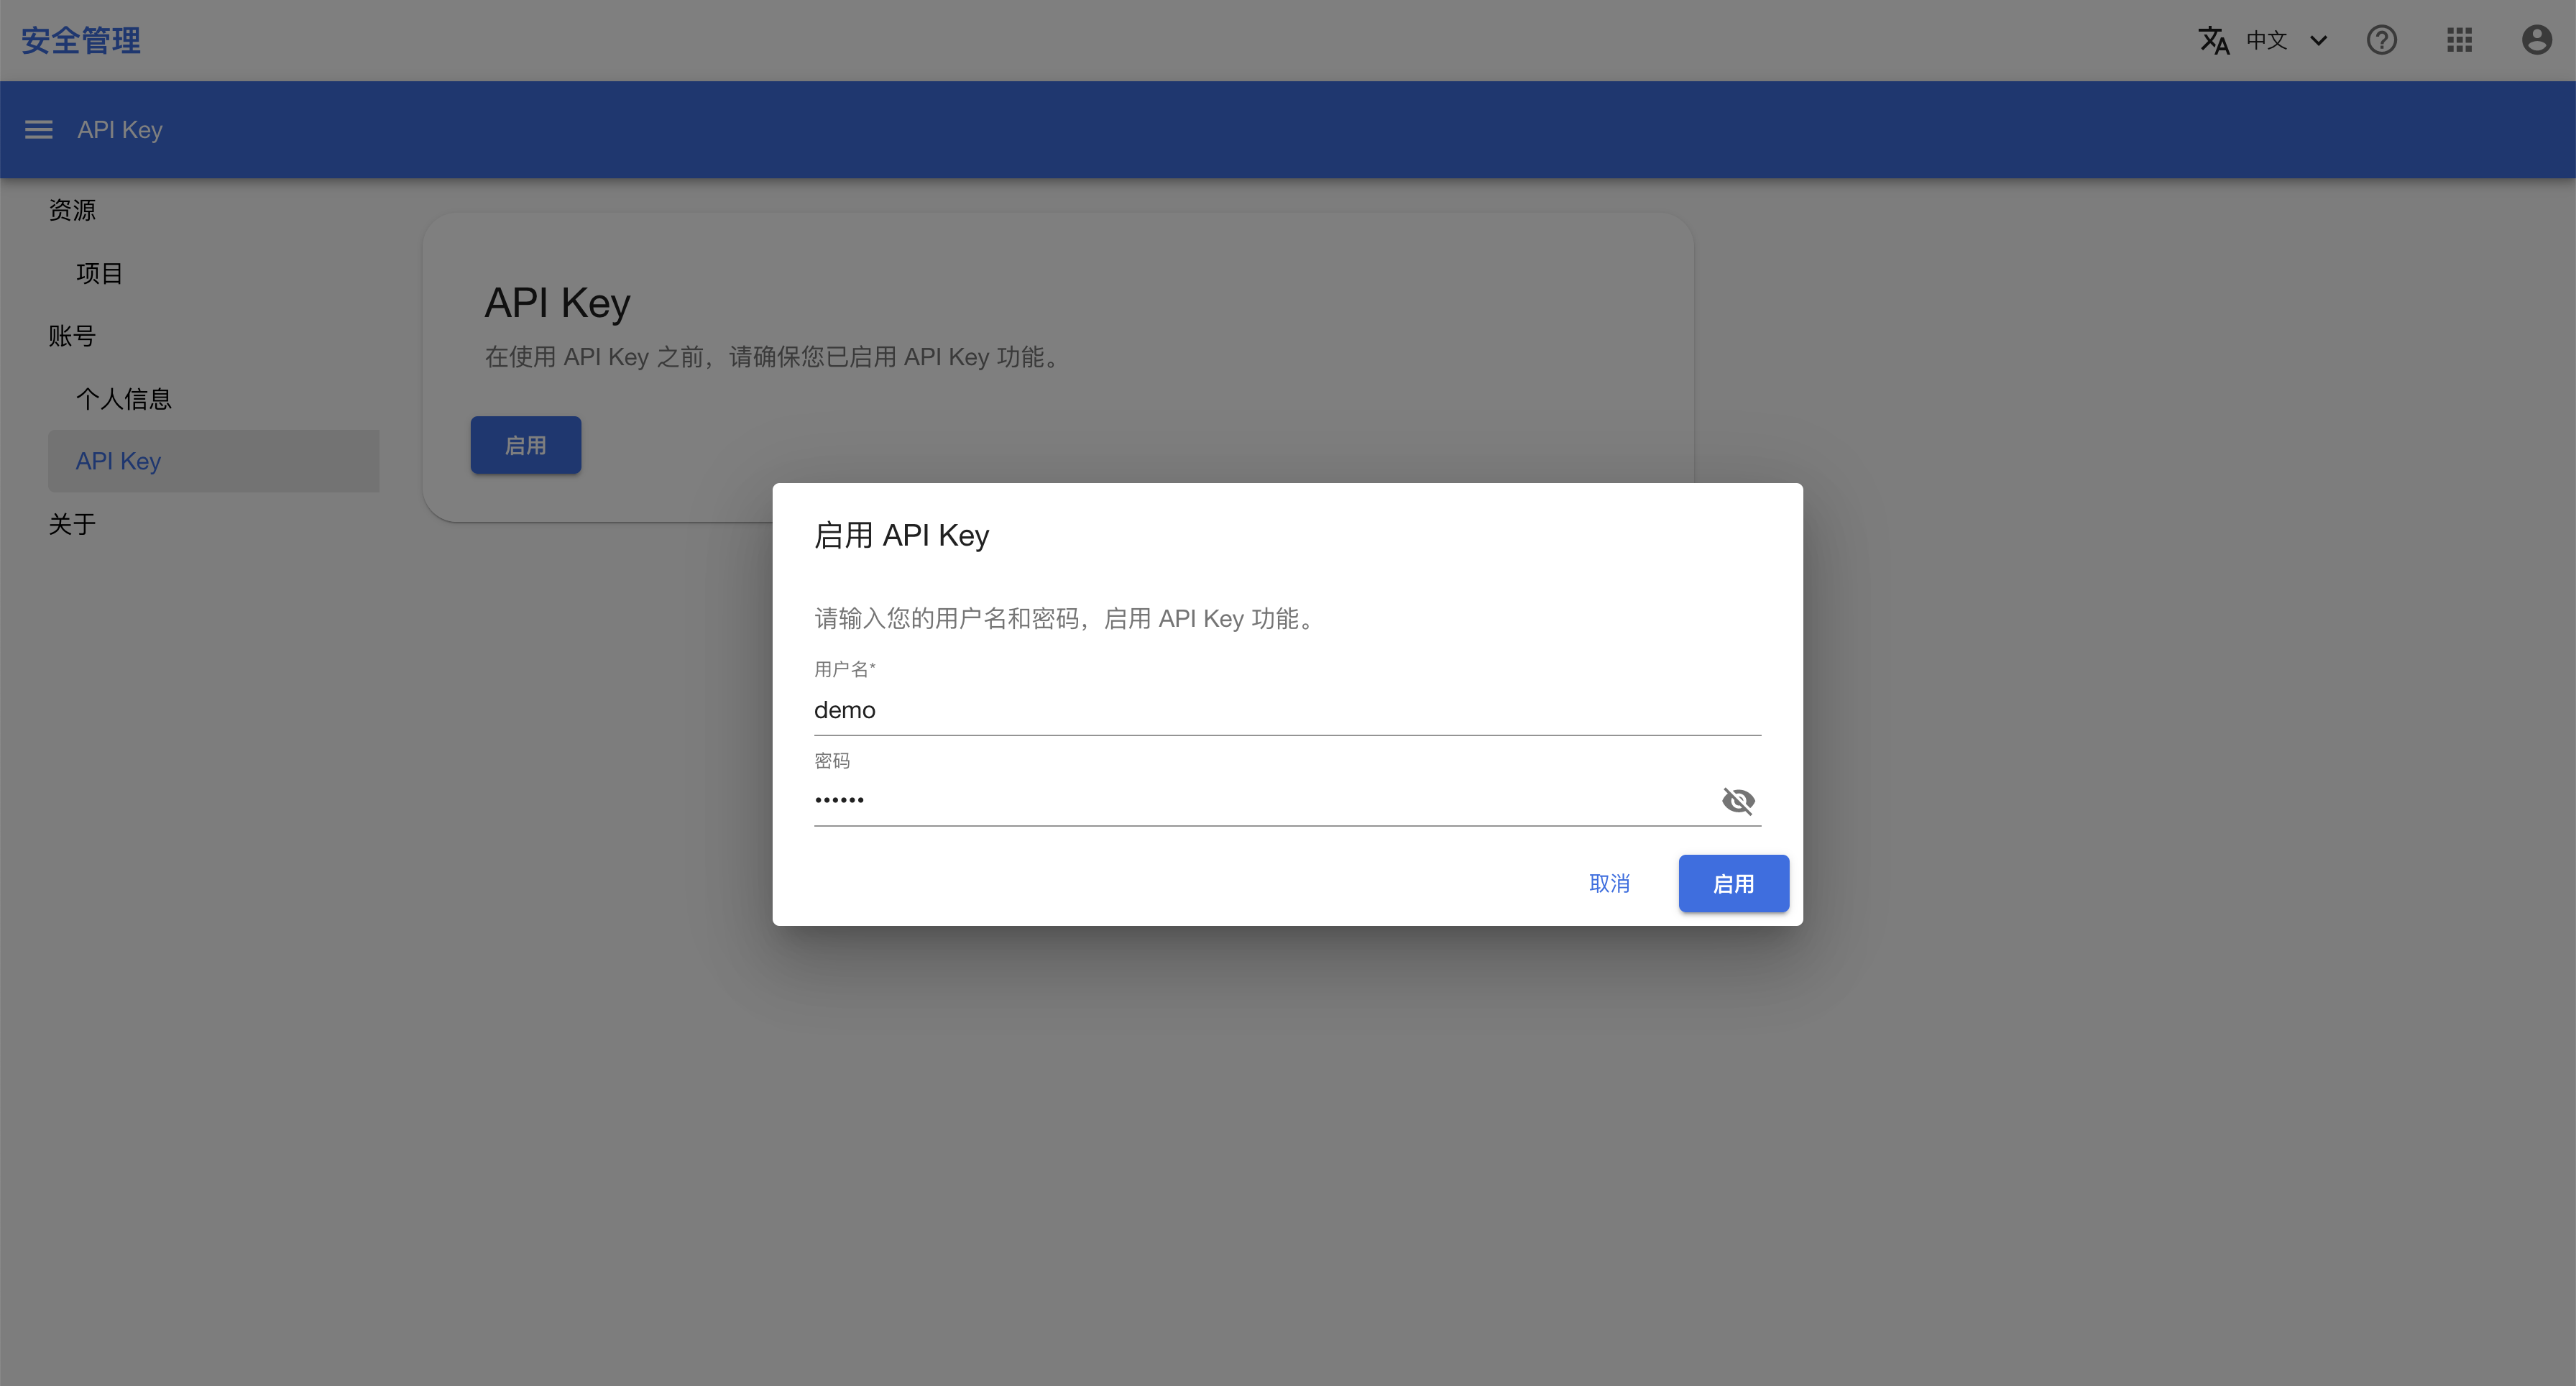 安全管理
中文
API Key
资源
项目
账号
个人信息
API Key
关于
API Key
在使用 API Key 之前，请确保您已启用 API Key 功能。
启用
启用 API Key
请输入您的用户名和密码，启用 API Key 功能。
用户名*
demo
密码
••••••
取消
启用